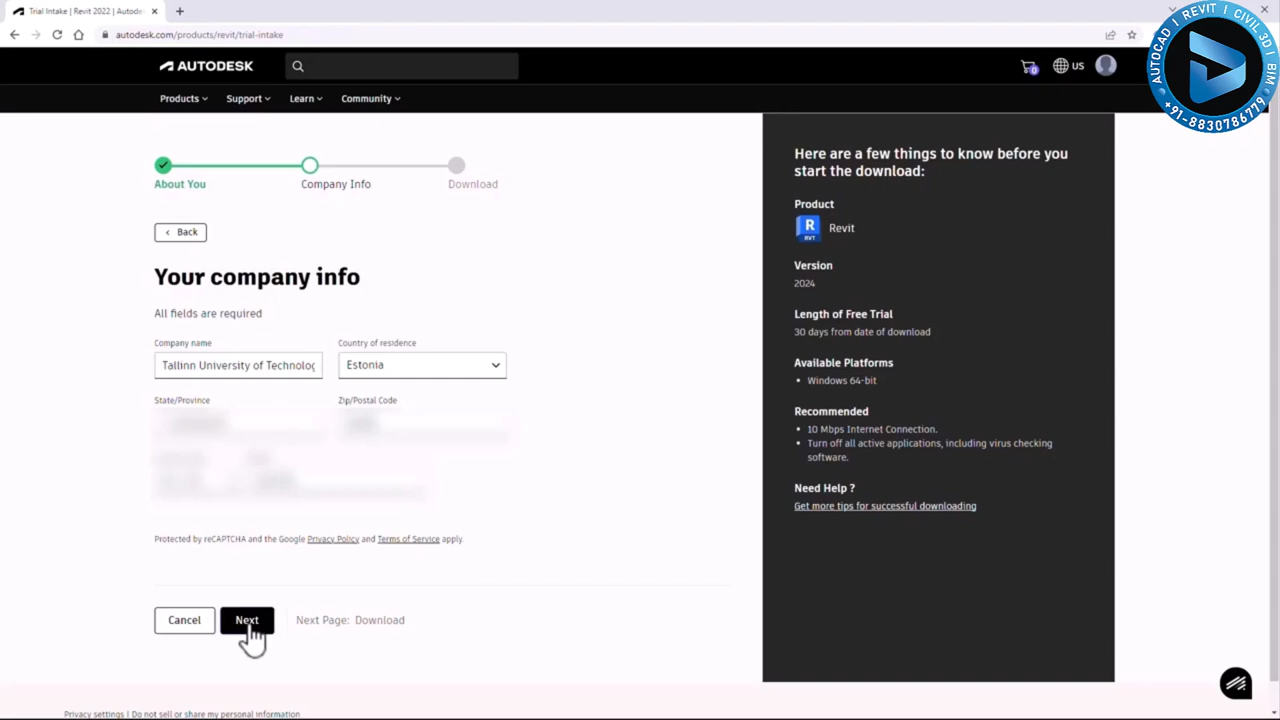 Trial Intake | Revit 2022 | Autode
autodesk.com/products/revit/trial-intake
AUTOCAD | REVIT | CIVIL 3D | BIM
+91-8830786779
AUTODESK
0
US
Products
Support
Learn
Community
About You
Company Info
Download
Back
Your company info
All fields are required
Company name
Country of residence
Tallinn University of Technolog
Estonia
State/Province
Zip/Postal Code
Protected by reCAPTCHA and the Google Privacy Policy and Terms of Service apply.
Cancel
Next
Next Page: Download
Here are a few things to know before you
start the download:
Product
R
RVT
Revit
Version
2024
Length of Free Trial
30 days from date of download
Available Platforms
• Windows 64-bit
Recommended
• 10 Mbps Internet Connection.
• Turn off all active applications, including virus checking
software.
Need Help ?
Get more tips for successful downloading
Privacy settings | Do not sell or share my personal information